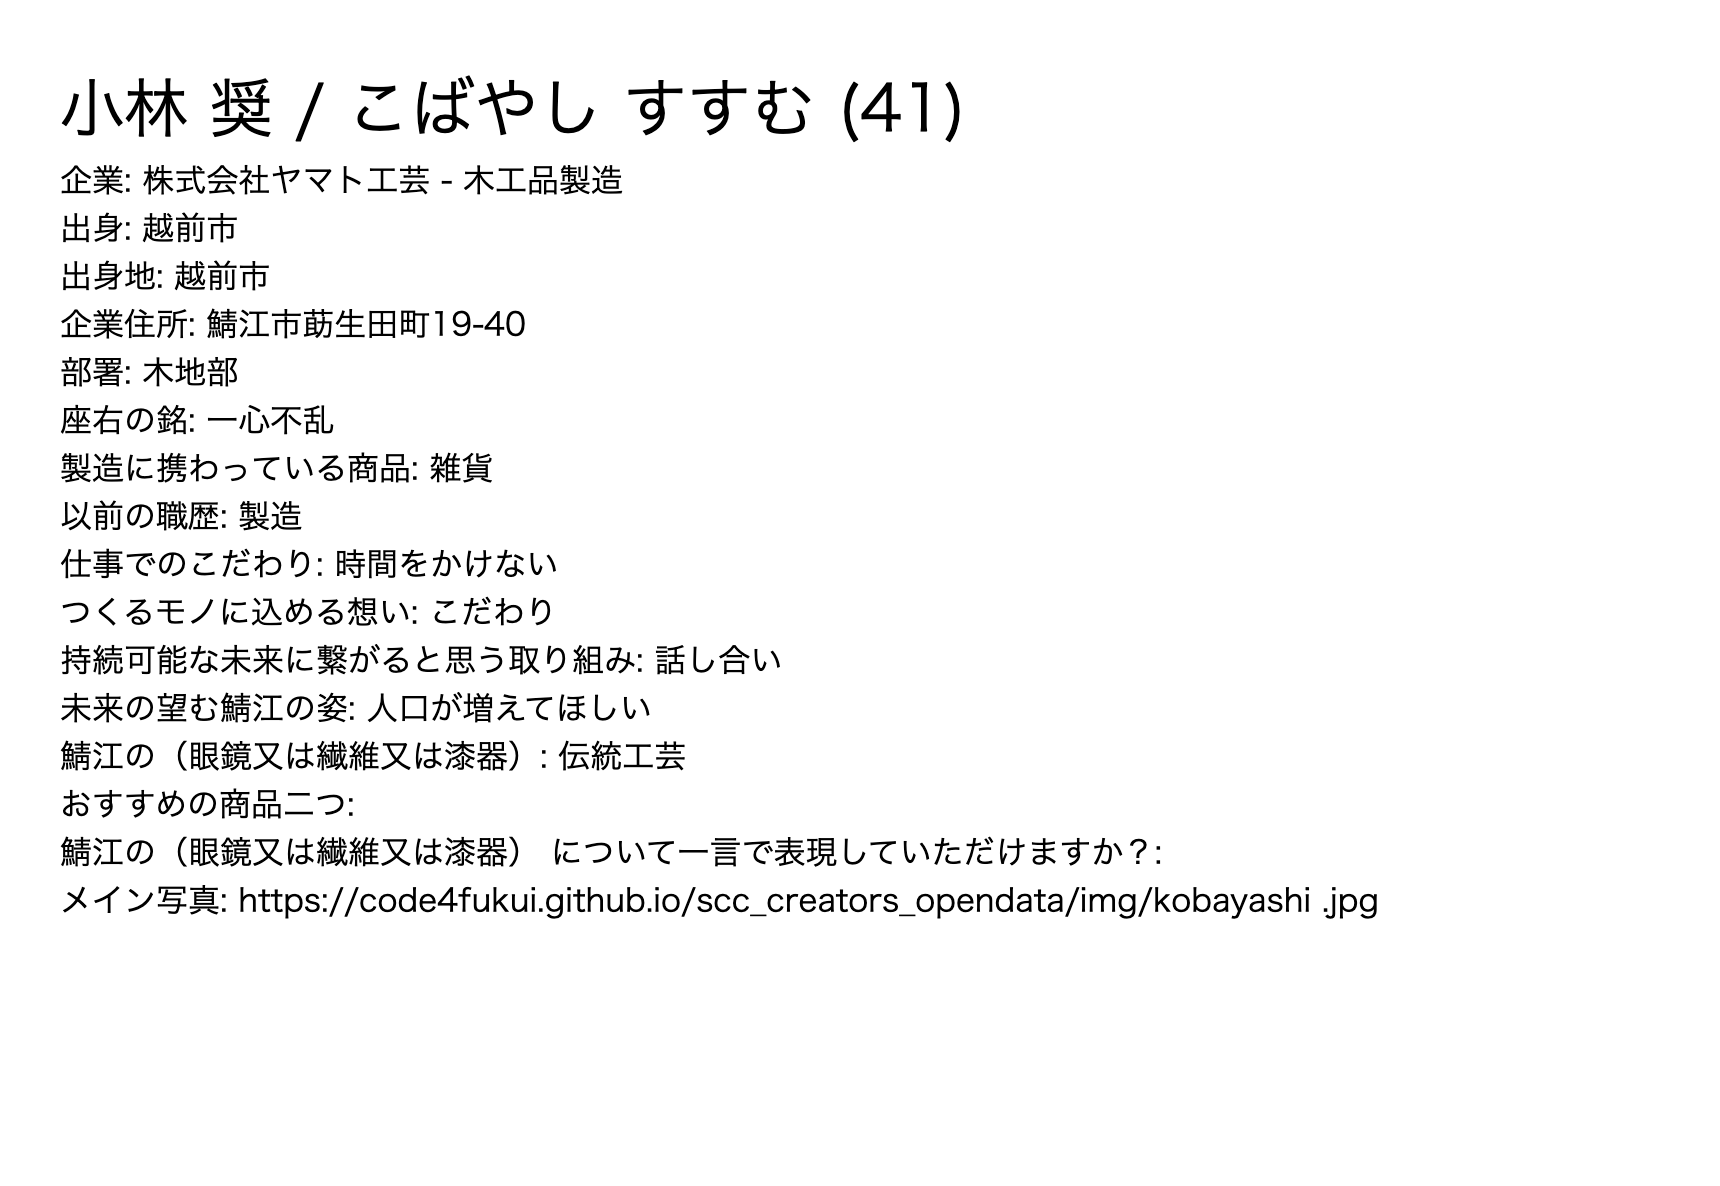 小林 奨 / こばやし すすむ (41)
企業: 株式会社ヤマト工芸 - 木工品製造
出身: 越前市
出身地: 越前市
企業住所: 鯖江市莇生田町19-40
部署: 木地部
座右の銘: 一心不乱
製造に携わっている商品: 雑貨
以前の職歴: 製造
仕事でのこだわり: 時間をかけない
つくるモノに込める想い: こだわり
持続可能な未来に繋がると思う取り組み: 話し合い
未来の望む鯖江の姿: 人口が増えてほしい
鯖江の（眼鏡又は繊維又は漆器）: 伝統工芸
おすすめの商品二つ:
鯖江の（眼鏡又は繊維又は漆器） について一言で表現していただけますか？:
メイン写真: https://code4fukui.github.io/scc_creators_opendata/img/kobayashi .jpg